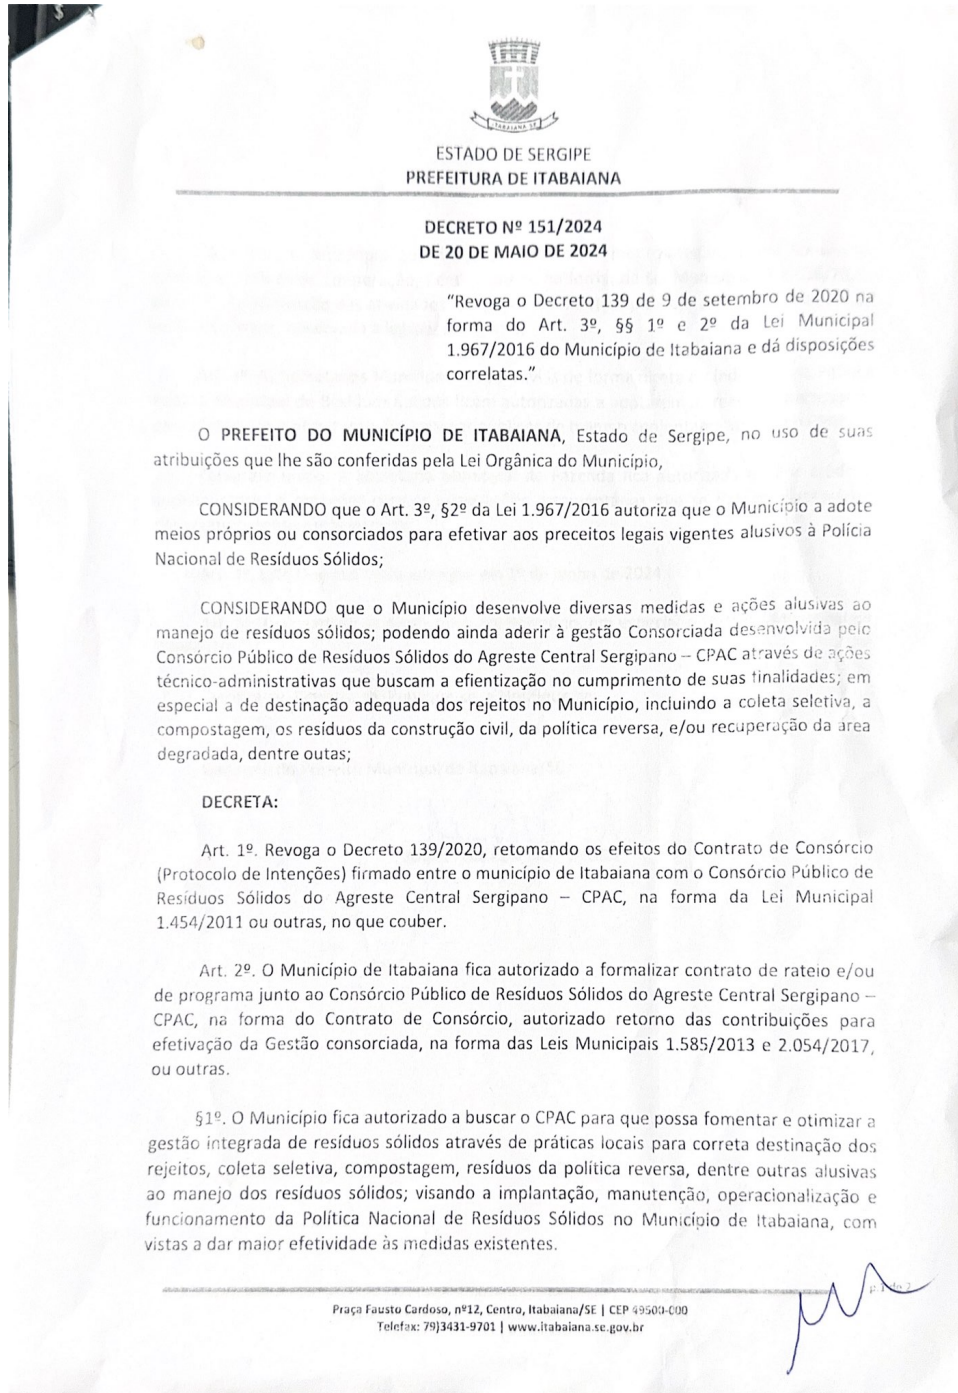 ITABAIANA SE
ESTADO DE SERGIPE
PREFEITURA DE ITABAIANA
DECRETO Nº 151/2024
DE 20 DE MAIO DE 2024
"Revoga o Decreto 139 de 9 de setembro de 2020 na
forma do Art. 3º, §§ 1º e 2º da Lei Municipal
1.967/2016 do Município de Itabaiana e dá disposições
correlatas."
O PREFEITO DO MUNICÍPIO DE ITABAIANA, Estado de Sergipe, no uso de suas
atribuições que lhe são conferidas pela Lei Orgânica do Município,
CONSIDERANDO que o Art. 3º, §2º da Lei 1.967/2016 autoriza que o Município a adote
meios próprios ou consorciados para efetivar aos preceitos legais vigentes alusivos à Polícia
Nacional de Resíduos Sólidos;
CONSIDERANDO que o Município desenvolve diversas medidas e ações alusivas ao
manejo de resíduos sólidos; podendo ainda aderir à gestão Consorciada desenvolvida pelo
Consórcio Público de Resíduos Sólidos do Agreste Central Sergipano – CPAC através de ações
técnico-administrativas que buscam a efientização no cumprimento de suas finalidades; em
especial a de destinação adequada dos rejeitos no Município, incluindo a coleta seletiva, a
compostagem, os resíduos da construção civil, da política reversa, e/ou recuperação da área
degradada, dentre outas;
DECRETA:
Art. 1º. Revoga o Decreto 139/2020, retomando os efeitos do Contrato de Consórcio
(Protocolo de Intenções) firmado entre o município de Itabaiana com o Consórcio Público de
Resíduos Sólidos do Agreste Central Sergipano – CPAC, na forma da Lei Municipal
1.454/2011 ou outras, no que couber.
Art. 2º. O Município de Itabaiana fica autorizado a formalizar contrato de rateio e/ou
de programa junto ao Consórcio Público de Resíduos Sólidos do Agreste Central Sergipano –
CPAC, na forma do Contrato de Consórcio, autorizado retorno das contribuições para
efetivação da Gestão consorciada, na forma das Leis Municipais 1.585/2013 e 2.054/2017,
ou outras.
§1º. O Município fica autorizado a buscar o CPAC para que possa fomentar e otimizar a
gestão integrada de resíduos sólidos através de práticas locais para correta destinação dos
rejeitos, coleta seletiva, compostagem, resíduos da política reversa, dentre outras alusivas
ao manejo dos resíduos sólidos; visando a implantação, manutenção, operacionalização e
funcionamento da Política Nacional de Resíduos Sólidos no Município de Itabaiana, com
vistas a dar maior efetividade às medidas existentes.
p.1 de 2
Praça Fausto Cardoso, nº12, Centro, Itabaiana/SE | CEP 49500-000
Telefax: 79)3431-9701 | www.itabaiana.se.gov.br